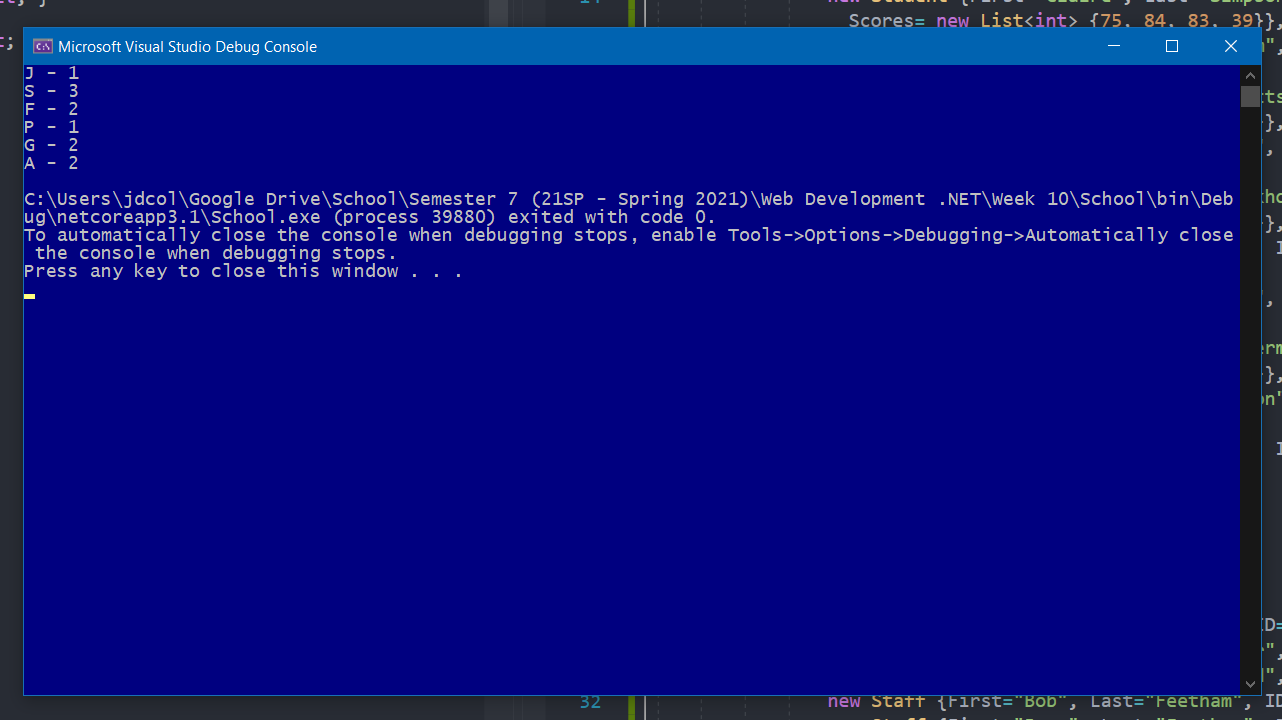 Scores= new List<int> {75, 84, 83, 39}},
Microsoft Visual Studio Debug Console
J - 1
S - 3
F - 2
P - 1
G - 2
A - 2
C:\Users\jdcol\Google Drive\School\Semester 7 (21SP - Spring 2021)\Web Development .NET\Week 10\School\bin\Deb
ug\netcoreapp3.1\School.exe (process 39880) exited with code 0.
To automatically close the console when debugging stops, enable Tools->Options->Debugging->Automatically close
the console when debugging stops.
Press any key to close this window . . .
32 new Staff {First="Bob", Last="Feetham", ID